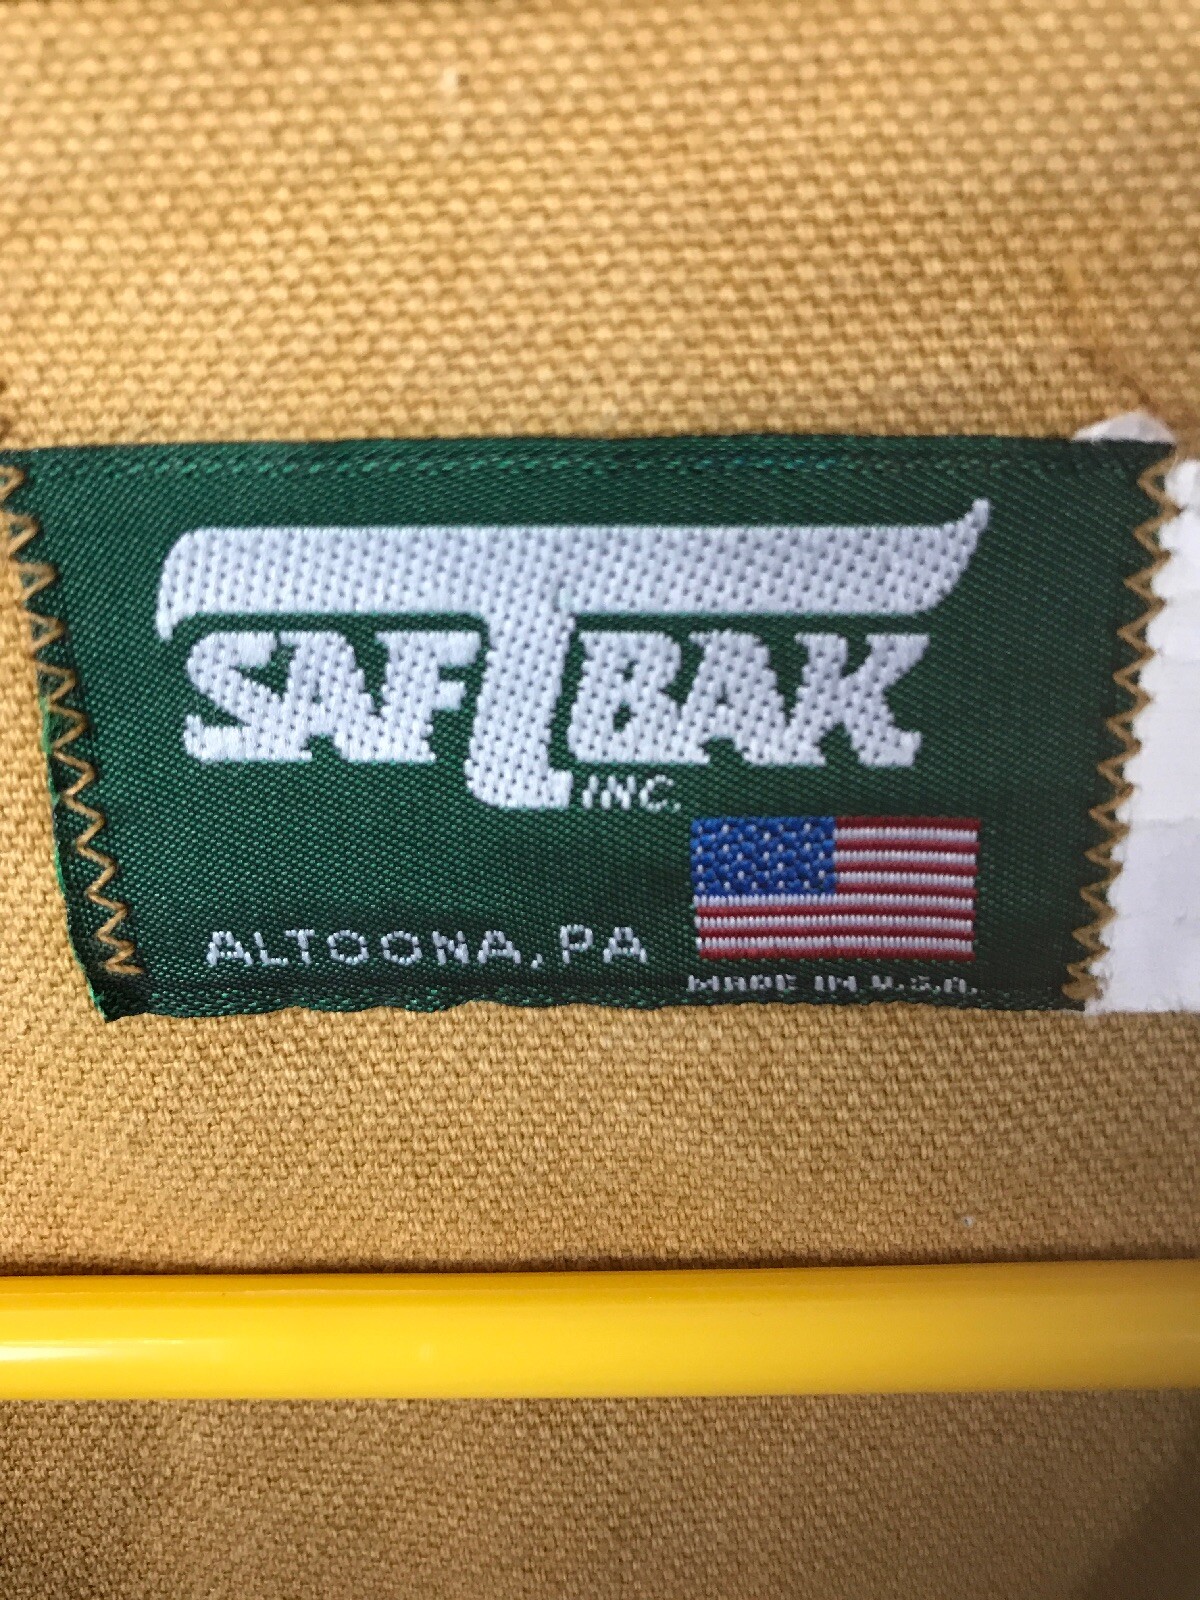 SAFTBAK
INC.
ALTOONA, PA
MADE IN U.S.A.